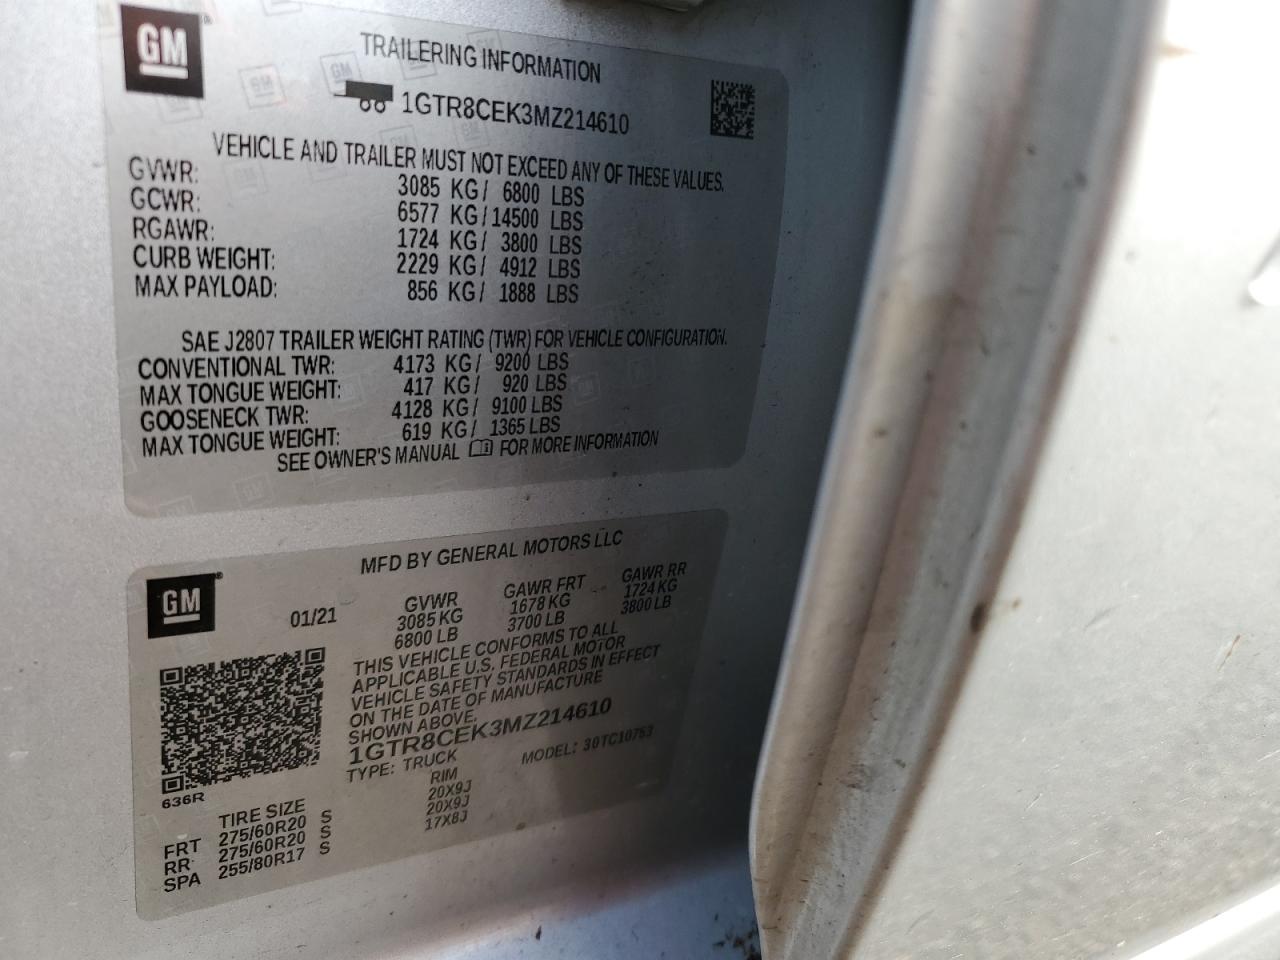 GM
TRAILERING INFORMATION
1GTR8CEK3MZ214610
VEHICLE AND TRAILER MUST NOT EXCEED ANY OF THESE VALUES.
GVWR: 3085 KG/ 6800 LBS
GCWR: 6577 KG/14500 LBS
RGAWR: 1724 KG/ 3800 LBS
CURB WEIGHT: 2229 KG/ 4912 LBS
MAX PAYLOAD: 856 KG/ 1888 LBS
SAE J2807 TRAILER WEIGHT RATING (TWR) FOR VEHICLE CONFIGURATION.
CONVENTIONAL TWR: 4173 KG/ 9200 LBS
MAX TONGUE WEIGHT: 417 KG/ 920 LBS
GOOSENECK TWR: 4128 KG/ 9100 LBS
MAX TONGUE WEIGHT: 619 KG/ 1365 LBS
SEE OWNER'S MANUAL FOR MORE INFORMATION
MFD BY GENERAL MOTORS LLC
GM
01/21
GVWR GAWR FRT GAWR RR
3085 KG 1678 KG 1724 KG
6800 LB 3700 LB 3800 LB
THIS VEHICLE CONFORMS TO ALL
APPLICABLE U.S. FEDERAL MOTOR
VEHICLE SAFETY STANDARDS IN EFFECT
ON THE DATE OF MANUFACTURE
SHOWN ABOVE.
1GTR8CEK3MZ214610
TYPE: TRUCK MODEL: 30TC10753
636R
TIRE SIZE RIM
FRT 275/60R20 S 20X9J
RR 275/60R20 S 20X9J
SPA 255/80R17 S 17X8J